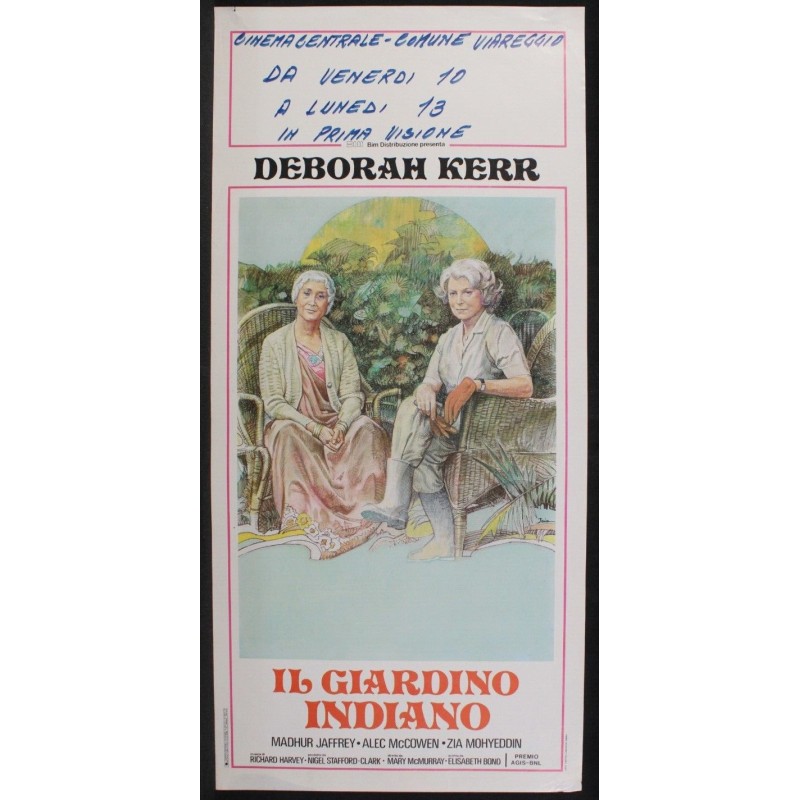 CINEMA CENTRALE - COMUNE VIAREGGIO
DA VENERDI 10
A LUNEDI 13
IN PRIMA VISIONE
Bim Distribuzione presenta
DEBORAH KERR
IL GIARDINO
INDIANO
MADHUR JAFFREY • ALEC McCOWEN • ZIA MOHYEDDIN
RICHARD HARVEY • NIGEL STAFFORD-CLARK • MARY McMURRAY • ELISABETH BOND
PREMIO
AGIS-BNL